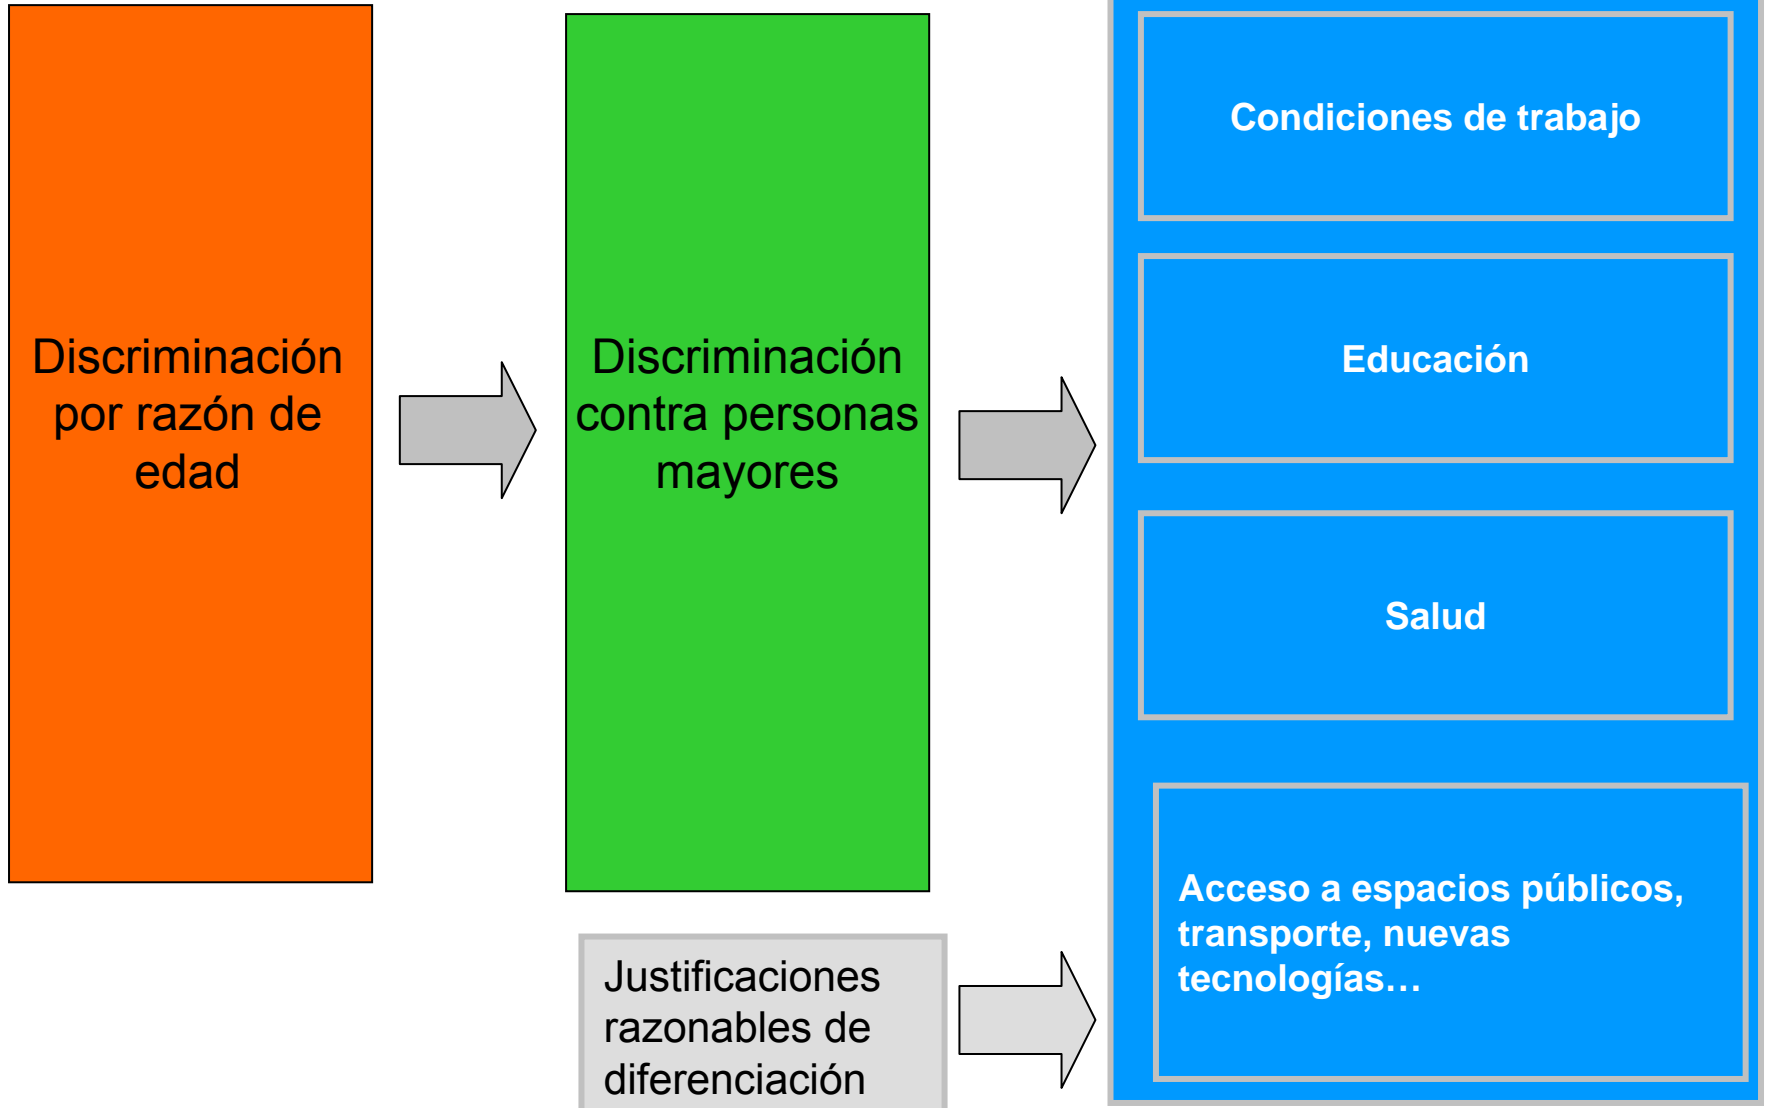 Discriminación
por razón de
edad
Discriminación
contra personas
mayores
Justificaciones
razonables de
diferenciación
Condiciones de trabajo
Educación
Salud
Acceso a espacios públicos,
transporte, nuevas
tecnologías…